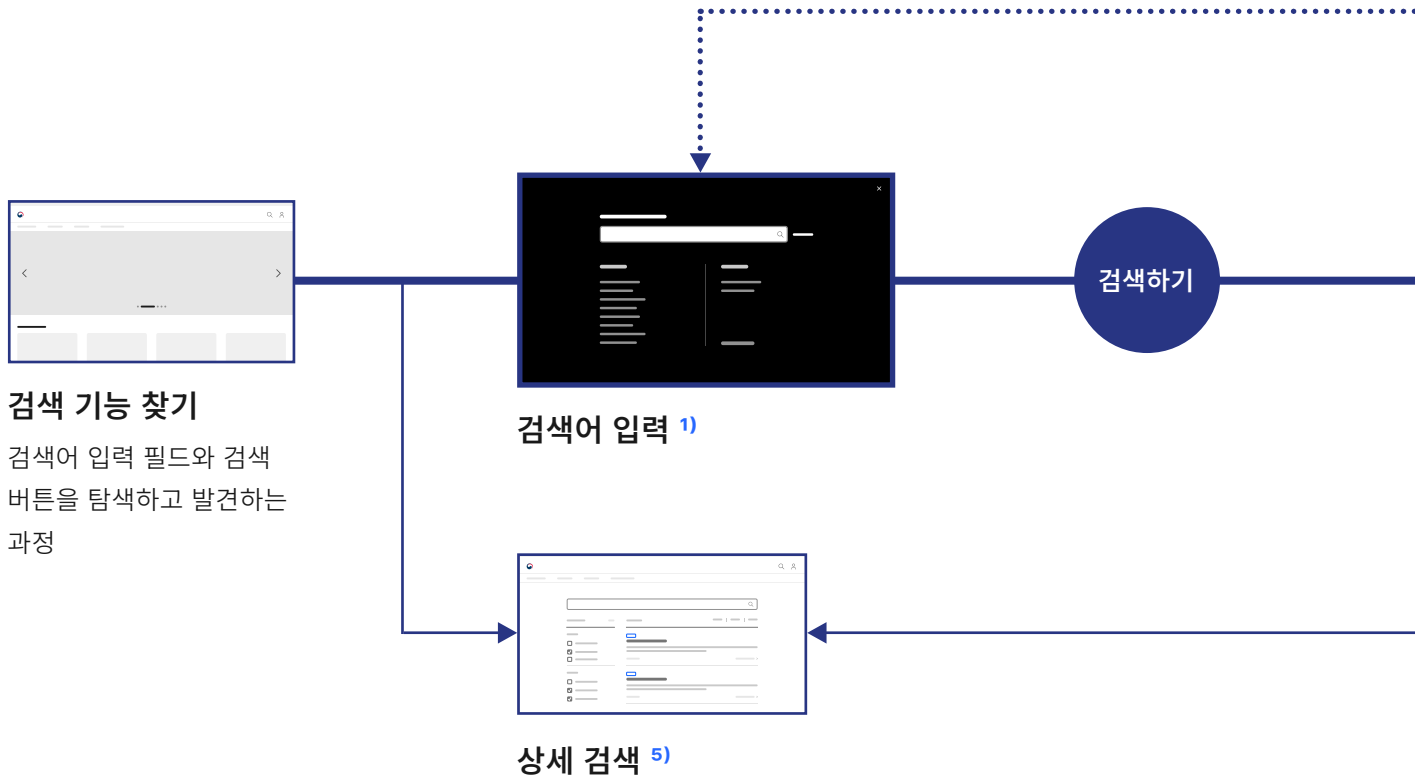 검색하기
검색 기능 찾기
검색어 입력 필드와 검색
버튼을 탐색하고 발견하는
과정
검색어 입력 1)
상세 검색 5)